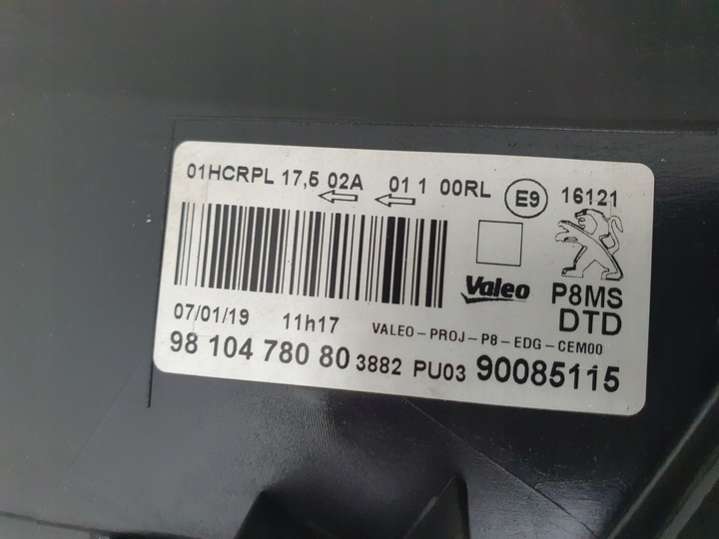 01HCRPL 17,5 02A 01 1 00RL E9 16121
Valeo P8MS
07/01/19 11h17 VALEO-PROJ-P8-EDG-CEM00 DTD
98 104 780 80 3882 PU03 90085115